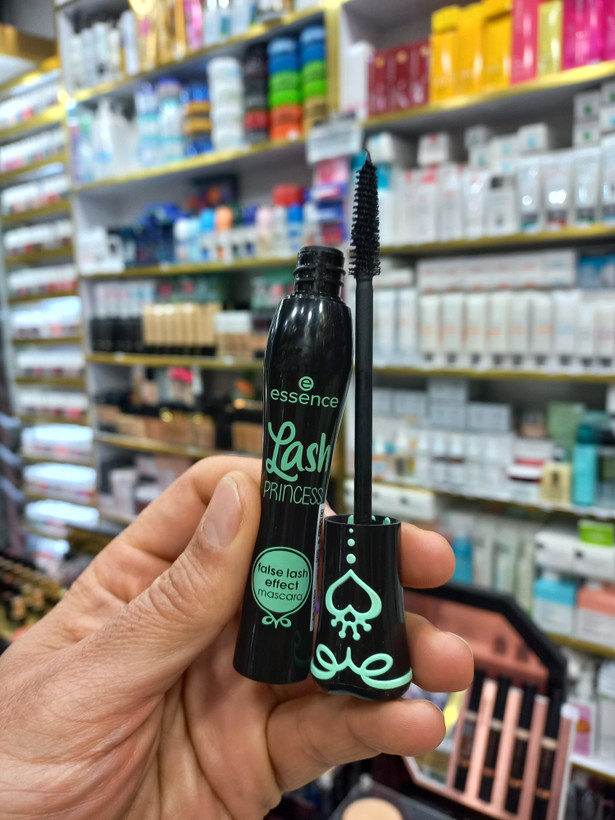 essence
Lash
PRINCESS
false lash
effect
mascara